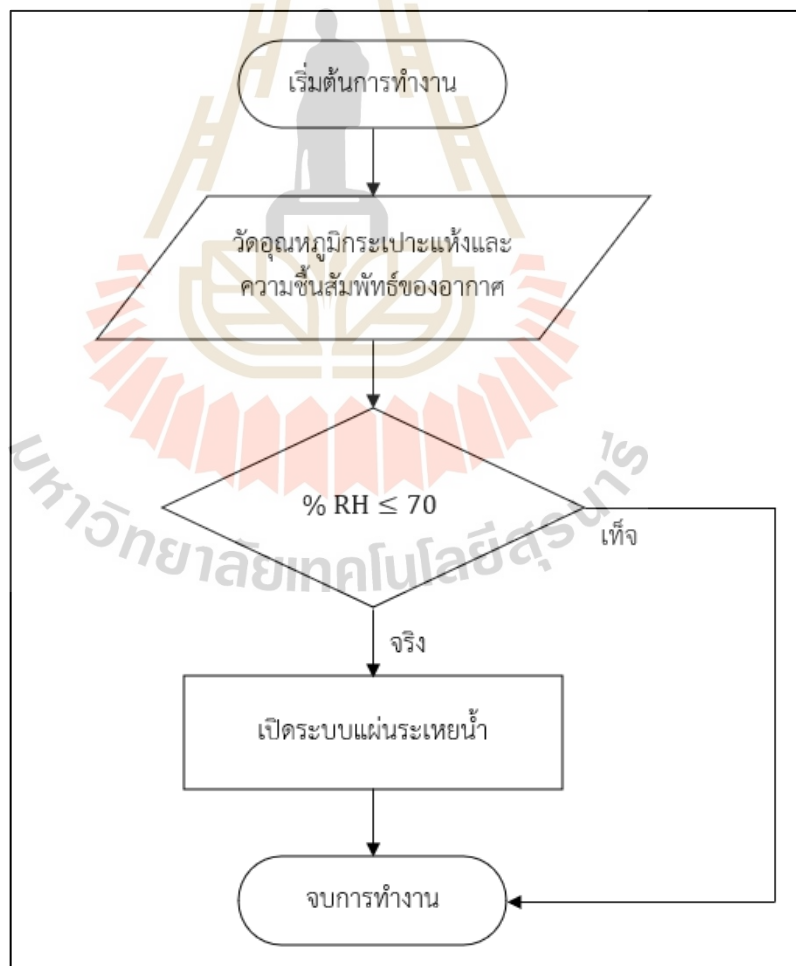 เริ่มต้นการทำงาน
วัดอุณหภูมิกระเปาะแห้งและ
ความชื้นสัมพัทธ์ของอากาศ
% RH ≤ 70
เท็จ
จริง
เปิดระบบแผ่นระเหยน้ำ
จบการทำงาน
มหาวิทยาลัยเทคโนโลยีสุรนารี